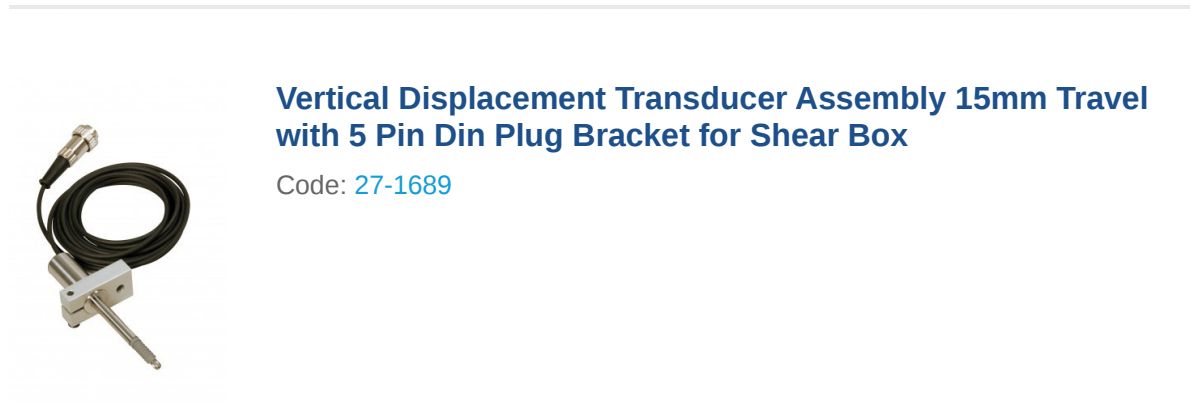 Vertical Displacement Transducer Assembly 15mm Travel
with 5 Pin Din Plug Bracket for Shear Box
Code: 27-1689